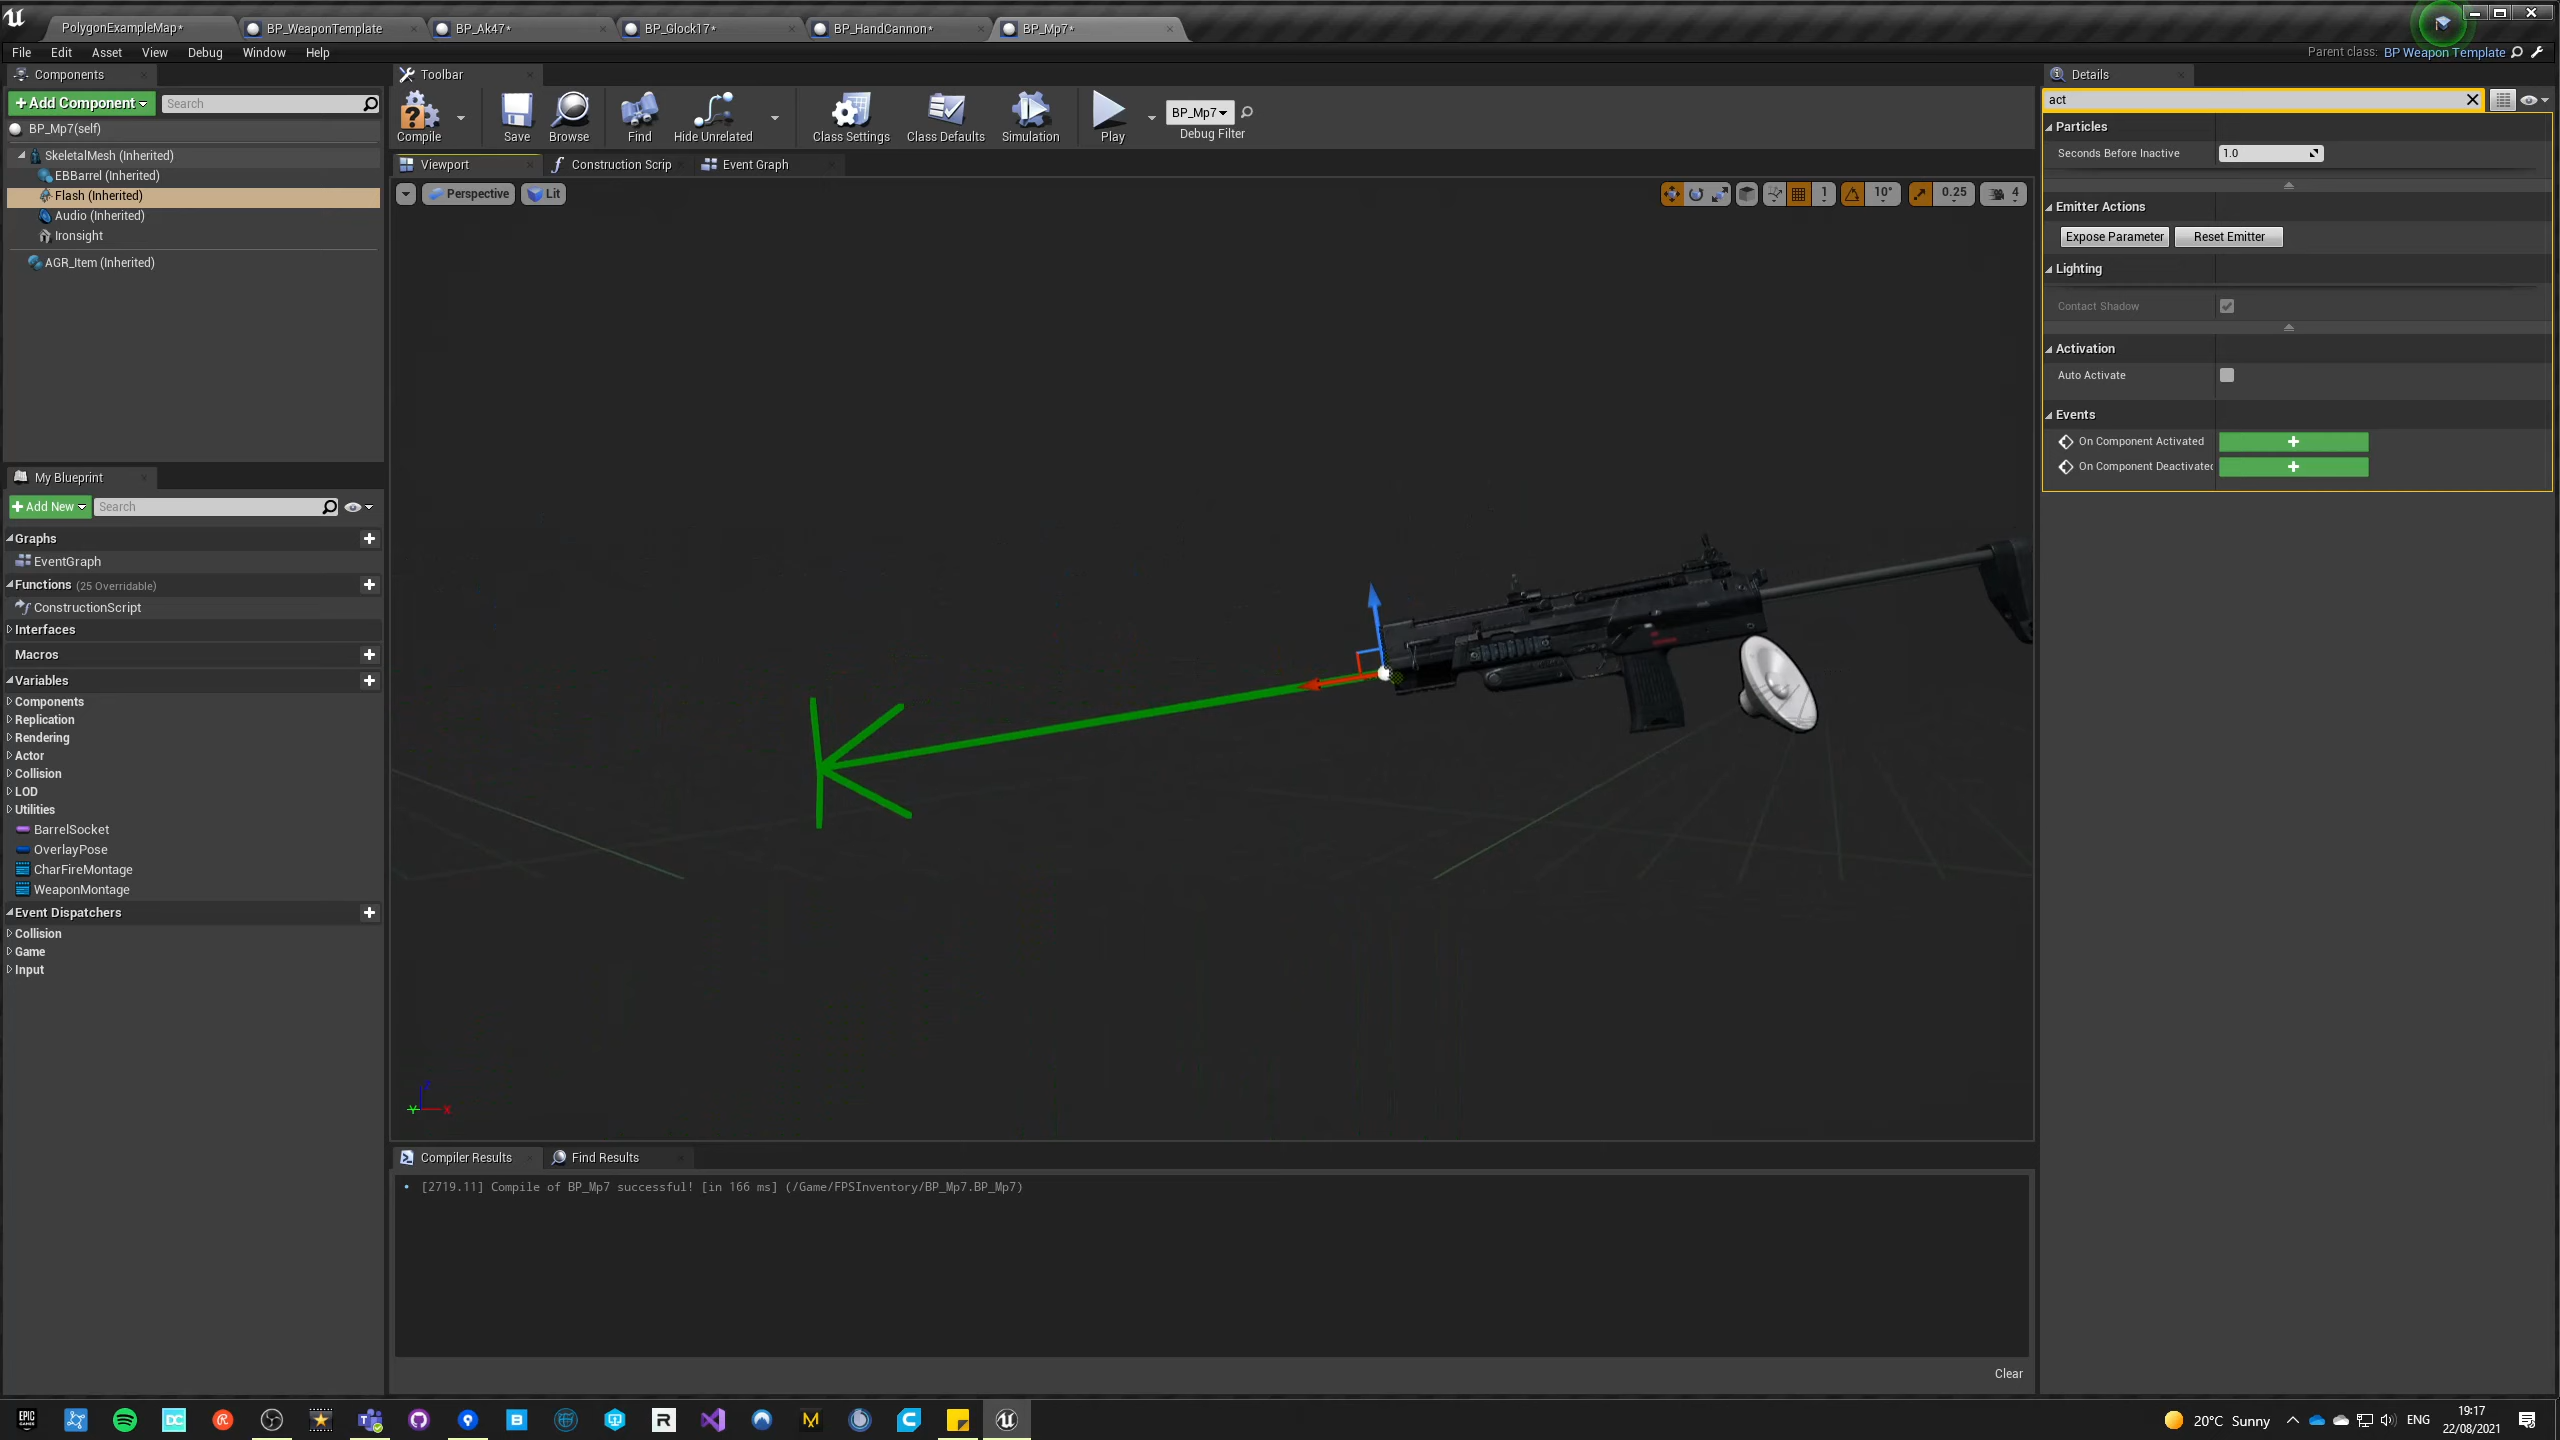 PolygonExampleMap*
BP_WeaponTemplate
BP_Ak47*
BP_Glock17*
BP_HandCannon*
BP_Mp7*
File Edit Asset View Debug Window Help
Parent class: BP Weapon Template
Components
+Add Component
Search
BP_Mp7(self)
SkeletalMesh (Inherited)
EBBarrel (Inherited)
Flash (Inherited)
Audio (Inherited)
Ironsight
AGR_Item (Inherited)
My Blueprint
+Add New
Search
Graphs
EventGraph
Functions (25 Overridable)
ConstructionScript
Interfaces
Macros
Variables
Components
Replication
Rendering
Actor
Collision
LOD
Utilities
BarrelSocket
OverlayPose
CharFireMontage
WeaponMontage
Event Dispatchers
Collision
Game
Input
Toolbar
Compile
Save
Browse
Find
Hide Unrelated
Class Settings
Class Defaults
Simulation
Play
BP_Mp7
Debug Filter
Viewport
Construction Scrip
Event Graph
Perspective
Lit
1
10°
0.25
4
Z
Y
X
Compiler Results
Find Results
[2719.11] Compile of BP_Mp7 successful! [in 166 ms] (/Game/FPSInventory/BP_Mp7.BP_Mp7)
Clear
Details
act
Particles
Seconds Before Inactive
1.0
Emitter Actions
Expose Parameter
Reset Emitter
Lighting
Contact Shadow
Activation
Auto Activate
Events
On Component Activated
On Component Deactivated
EPIC GAMES
DC
B
R
M
20°C Sunny
ENG
19:17
22/08/2021